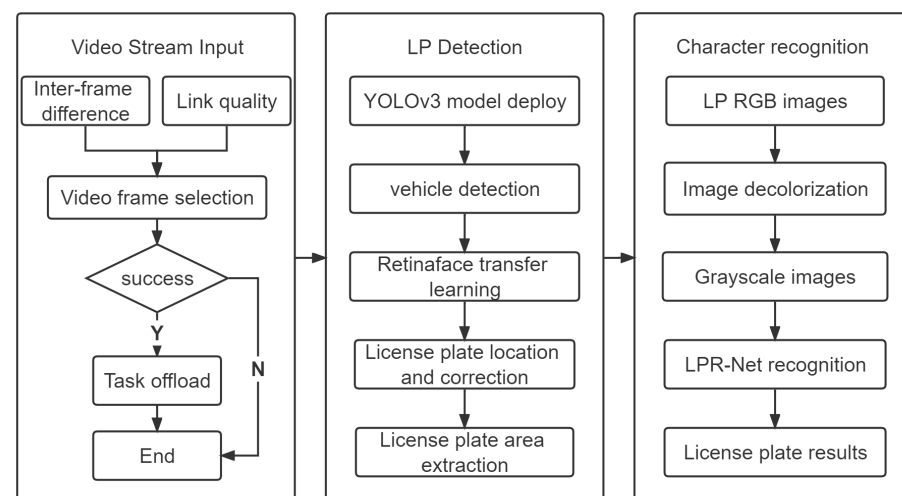 Video Stream Input
Inter-frame
difference
Link quality
Video frame selection
success
Y
N
Task offload
End
LP Detection
YOLOv3 model deploy
vehicle detection
Retinaface transfer
learning
License plate location
and correction
License plate area
extraction
Character recognition
LP RGB images
Image decolorization
Grayscale images
LPR-Net recognition
License plate results